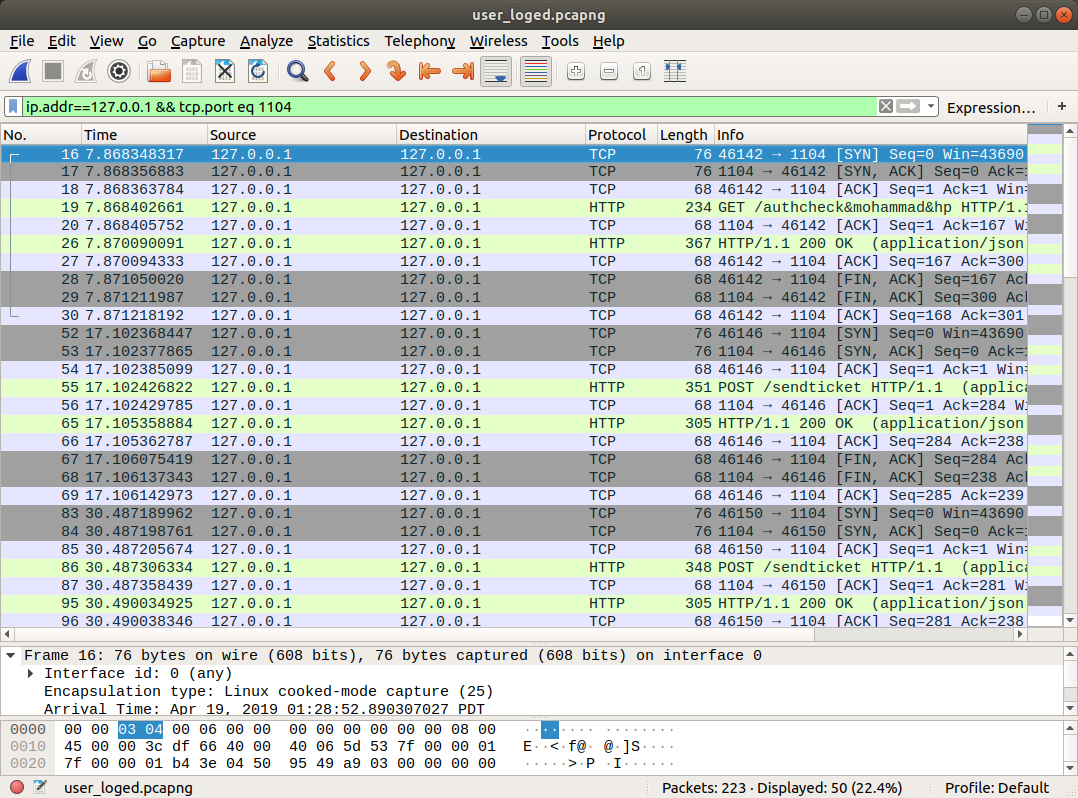 user_loged.pcapng
File Edit View Go Capture Analyze Statistics Telephony Wireless Tools Help
ip.addr==127.0.0.1 && tcp.port eq 1104 Expression… +
No. Time Source Destination Protocol Length Info
16 7.868348317 127.0.0.1 127.0.0.1 TCP 76 46142 → 1104 [SYN] Seq=0 Win=43690
17 7.868356883 127.0.0.1 127.0.0.1 TCP 76 1104 → 46142 [SYN, ACK] Seq=0 Ack=1
18 7.868363784 127.0.0.1 127.0.0.1 TCP 68 46142 → 1104 [ACK] Seq=1 Ack=1 Win=
19 7.868402661 127.0.0.1 127.0.0.1 HTTP 234 GET /authcheck&mohammad&hp HTTP/1.1
20 7.868405752 127.0.0.1 127.0.0.1 TCP 68 1104 → 46142 [ACK] Seq=1 Ack=167 Wi
26 7.870090091 127.0.0.1 127.0.0.1 HTTP 367 HTTP/1.1 200 OK (application/json
27 7.870094333 127.0.0.1 127.0.0.1 TCP 68 46142 → 1104 [ACK] Seq=167 Ack=300
28 7.871050020 127.0.0.1 127.0.0.1 TCP 68 46142 → 1104 [FIN, ACK] Seq=167 Ack
29 7.871211987 127.0.0.1 127.0.0.1 TCP 68 1104 → 46142 [FIN, ACK] Seq=300 Ack
30 7.871218192 127.0.0.1 127.0.0.1 TCP 68 46142 → 1104 [ACK] Seq=168 Ack=301
52 17.102368447 127.0.0.1 127.0.0.1 TCP 76 46146 → 1104 [SYN] Seq=0 Win=43690
53 17.102377865 127.0.0.1 127.0.0.1 TCP 76 1104 → 46146 [SYN, ACK] Seq=0 Ack=1
54 17.102385099 127.0.0.1 127.0.0.1 TCP 68 46146 → 1104 [ACK] Seq=1 Ack=1 Win=
55 17.102426822 127.0.0.1 127.0.0.1 HTTP 351 POST /sendticket HTTP/1.1 (applica
56 17.102429785 127.0.0.1 127.0.0.1 TCP 68 1104 → 46146 [ACK] Seq=1 Ack=284 Wi
65 17.105358884 127.0.0.1 127.0.0.1 HTTP 305 HTTP/1.1 200 OK (application/json
66 17.105362787 127.0.0.1 127.0.0.1 TCP 68 46146 → 1104 [ACK] Seq=284 Ack=238
67 17.106075419 127.0.0.1 127.0.0.1 TCP 68 46146 → 1104 [FIN, ACK] Seq=284 Ack
68 17.106137343 127.0.0.1 127.0.0.1 TCP 68 1104 → 46146 [FIN, ACK] Seq=238 Ack
69 17.106142973 127.0.0.1 127.0.0.1 TCP 68 46146 → 1104 [ACK] Seq=285 Ack=239
83 30.487189962 127.0.0.1 127.0.0.1 TCP 76 46150 → 1104 [SYN] Seq=0 Win=43690
84 30.487198761 127.0.0.1 127.0.0.1 TCP 76 1104 → 46150 [SYN, ACK] Seq=0 Ack=1
85 30.487205674 127.0.0.1 127.0.0.1 TCP 68 46150 → 1104 [ACK] Seq=1 Ack=1 Win=
86 30.487306334 127.0.0.1 127.0.0.1 HTTP 348 POST /sendticket HTTP/1.1 (applica
87 30.487358439 127.0.0.1 127.0.0.1 TCP 68 1104 → 46150 [ACK] Seq=1 Ack=281 Wi
95 30.490034925 127.0.0.1 127.0.0.1 HTTP 305 HTTP/1.1 200 OK (application/json
96 30.490038346 127.0.0.1 127.0.0.1 TCP 68 46150 → 1104 [ACK] Seq=281 Ack=238
Frame 16: 76 bytes on wire (608 bits), 76 bytes captured (608 bits) on interface 0
Interface id: 0 (any)
Encapsulation type: Linux cooked-mode capture (25)
Arrival Time: Apr 19, 2019 01:28:52.890307027 PDT
0000 00 00 03 04 00 06 00 00 00 00 00 00 00 00 08 00 ········ ········
0010 45 00 00 3c df 66 40 00 40 06 5d 53 7f 00 00 01 E··<·f@· @·]S····
0020 7f 00 00 01 b4 3e 04 50 95 49 a9 03 00 00 00 00 ·····>·P ·I······
user_loged.pcapng Packets: 223 · Displayed: 50 (22.4%) Profile: Default